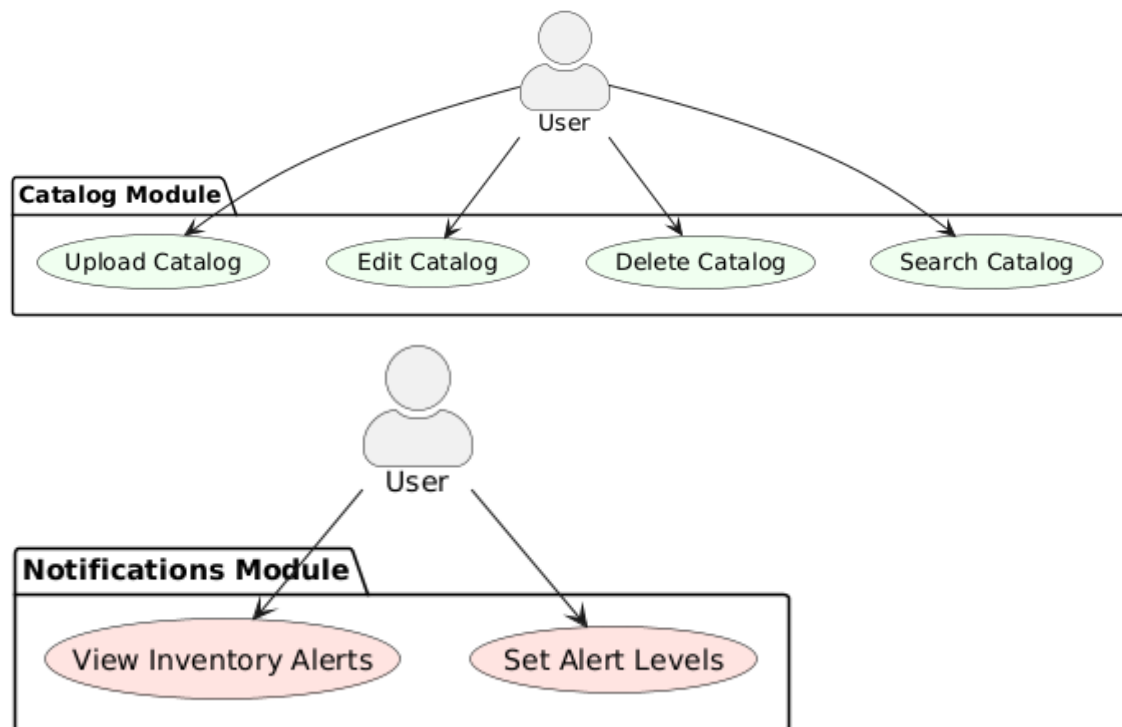 User
Catalog Module
Upload Catalog
Edit Catalog
Delete Catalog
Search Catalog
User
Notifications Module
View Inventory Alerts
Set Alert Levels